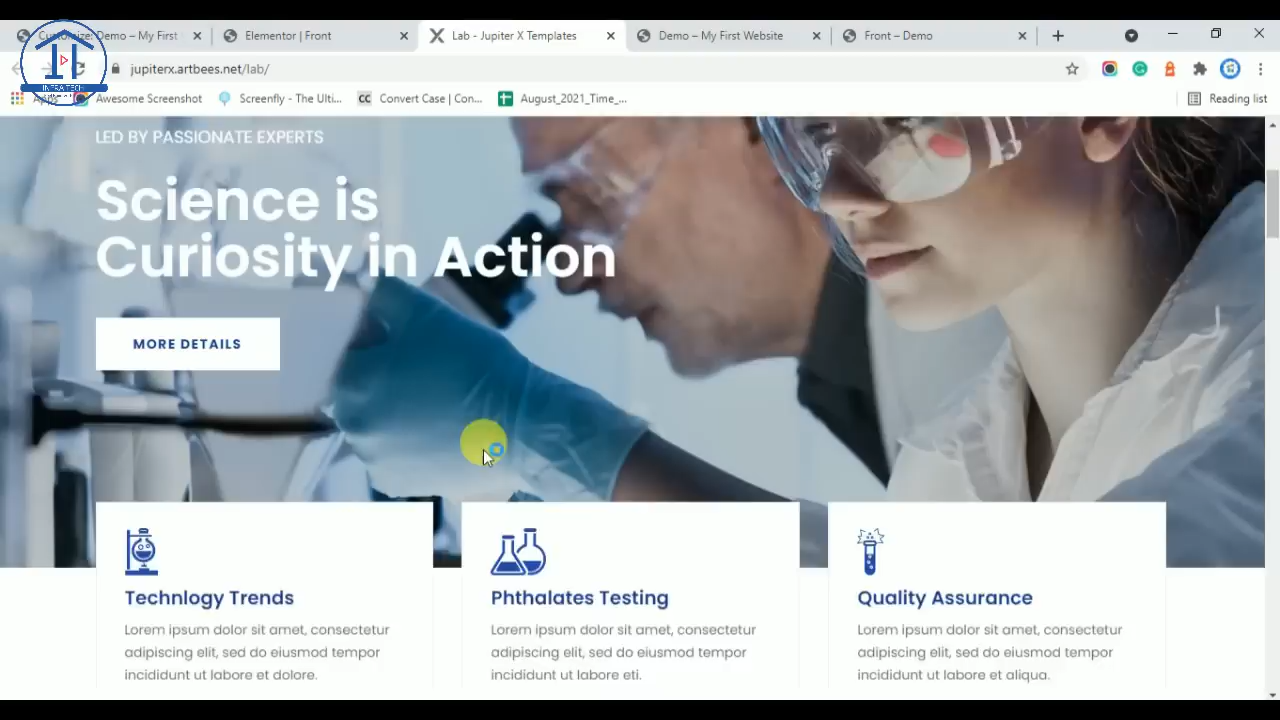 Customize: Demo – My First
Elementor | Front
Lab - Jupiter X Templates
Demo – My First Website
Front – Demo
INFRA TECH
jupiterx.artbees.net/lab/
Apps
Awesome Screenshot
Screenfly - The Ulti...
CC Convert Case | Con...
August_2021_Time_...
Reading list
LED BY PASSIONATE EXPERTS
Science is
Curiosity in Action
MORE DETAILS
Technlogy Trends
Lorem ipsum dolor sit amet, consectetur
adipiscing elit, sed do eiusmod tempor
incididunt ut labore et dolore.
Phthalates Testing
Lorem ipsum dolor sit amet, consectetur
adipiscing elit, sed do eiusmod tempor
incididunt ut labore eti.
Quality Assurance
Lorem ipsum dolor sit amet, consectetur
adipiscing elit, sed do eiusmod tempor
incididunt ut labore et aliqua.